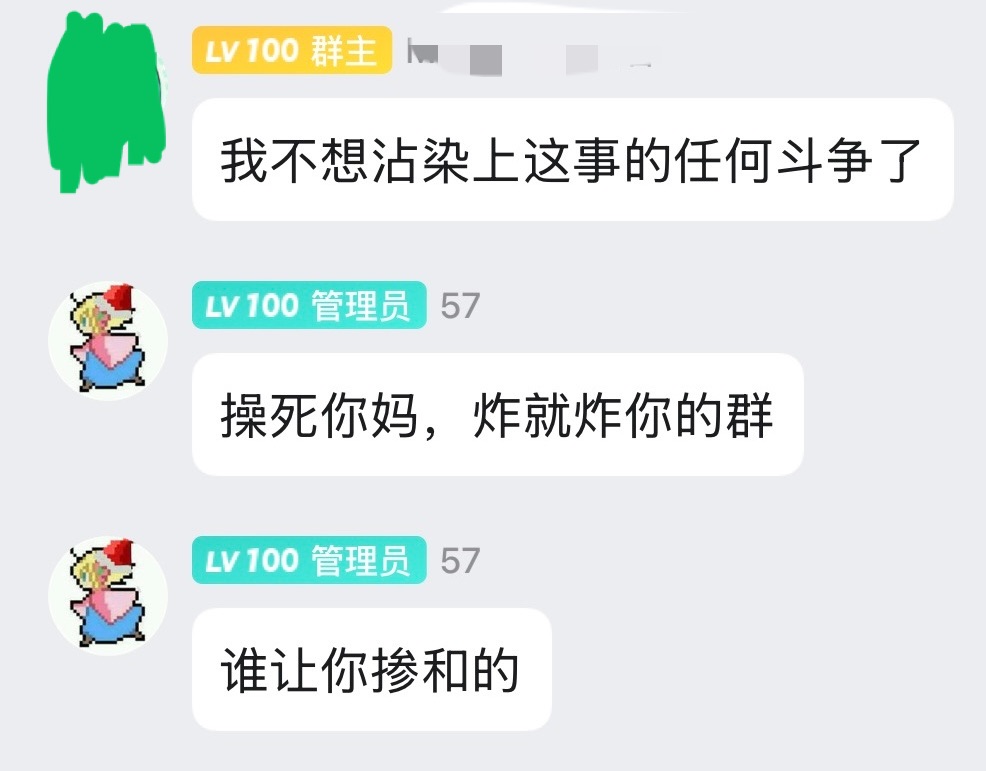 LV 100 群主
我不想沾染上这事的任何斗争了
LV 100 管理员 57
操死你妈，炸就炸你的群
LV 100 管理员 57
谁让你掺和的